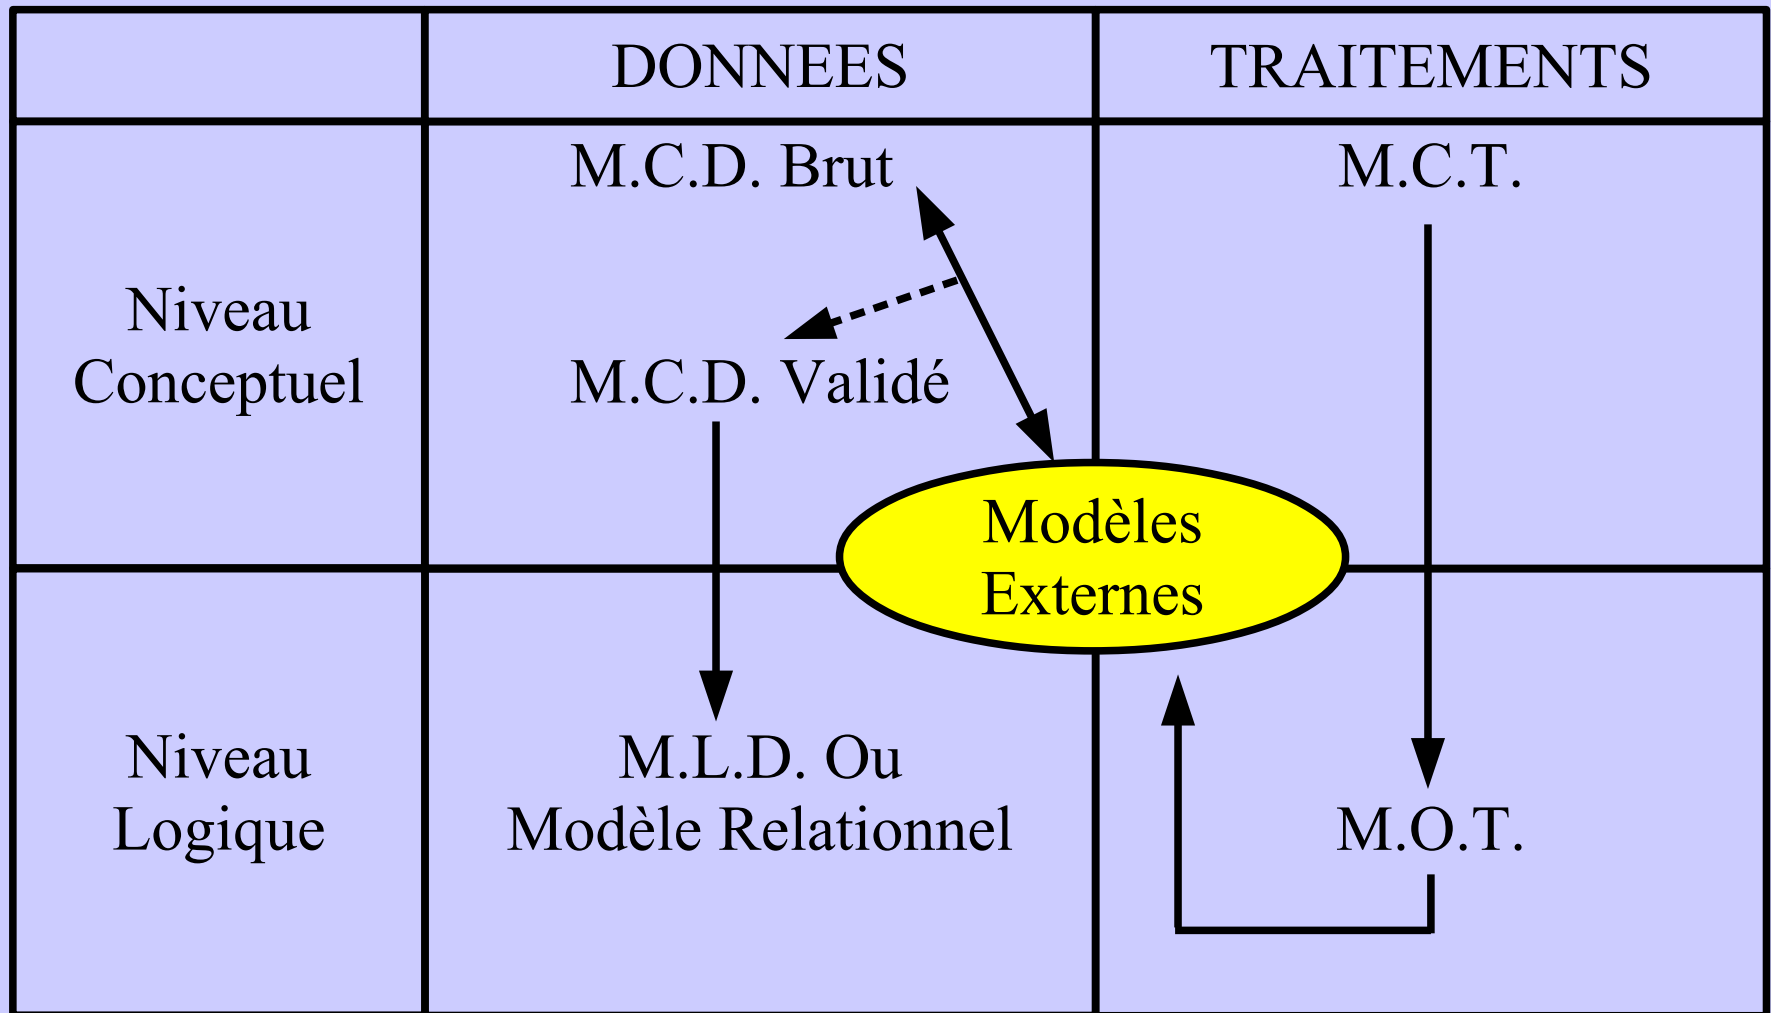 DONNEES
TRAITEMENTS
Niveau
Conceptuel
M.C.D. Brut
M.C.D. Validé
M.C.T.
Modèles
Externes
Niveau
Logique
M.L.D. Ou
Modèle Relationnel
M.O.T.